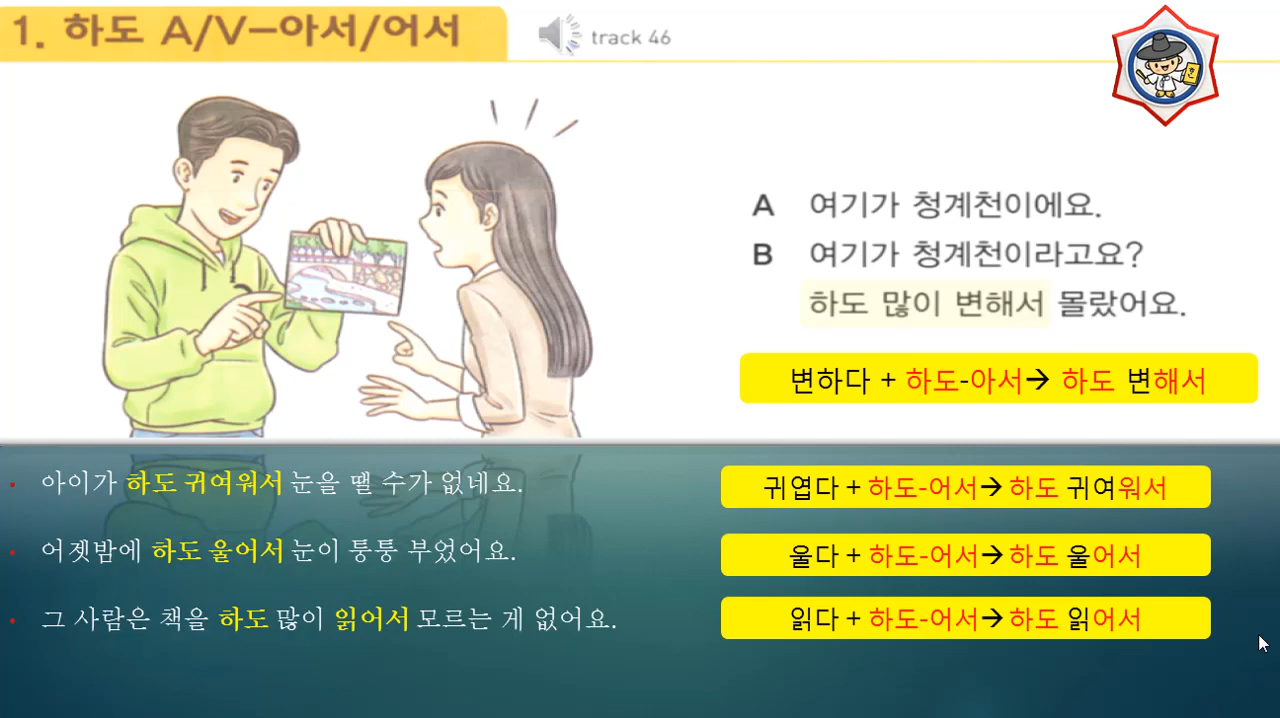 1. 하도 A/V-아서/어서
track 46
A 여기가 청계천이에요.
B 여기가 청계천이라고요?
하도 많이 변해서 몰랐어요.
변하다 + 하도-아서→ 하도 변해서
• 아이가 하도 귀여워서 눈을 뗄 수가 없네요.
귀엽다 + 하도-어서→ 하도 귀여워서
• 어젯밤에 하도 울어서 눈이 퉁퉁 부었어요.
울다 + 하도-어서→ 하도 울어서
• 그 사람은 책을 하도 많이 읽어서 모르는 게 없어요.
읽다 + 하도-어서→ 하도 읽어서